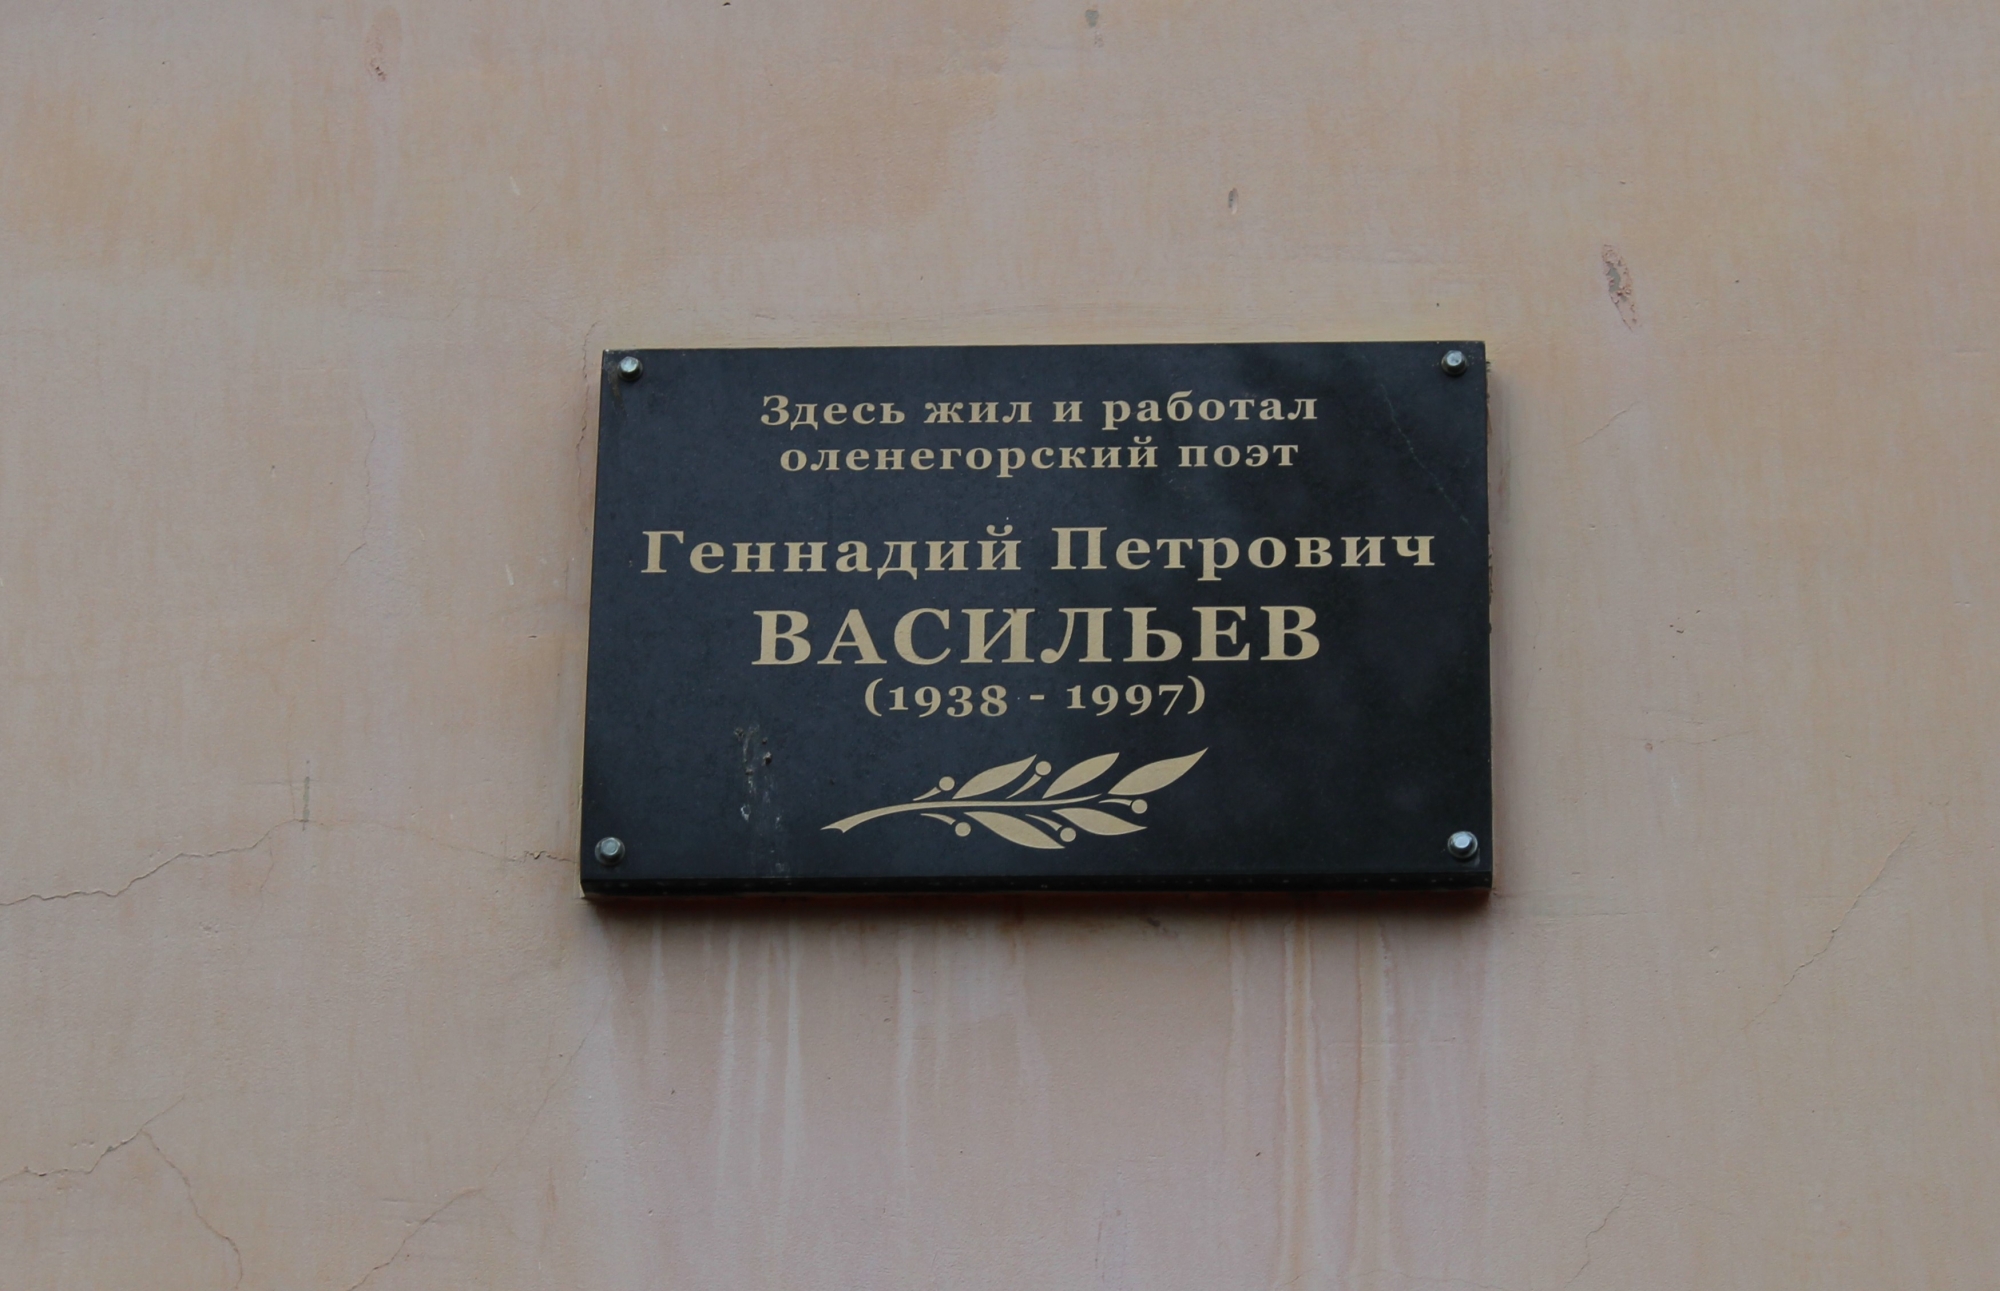 Здесь жил и работал
оленегорский поэт
Геннадий Петрович
ВАСИЛЬЕВ
(1938 - 1997)